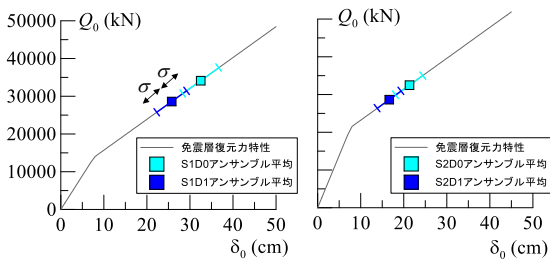 Q₀ (kN)
50000
40000
30000
20000
10000
0
σ
σ
免震層復元力特性
S1D0アンサンブル平均
S1D1アンサンブル平均
0 10 20 30 40 50
δ₀ (cm)
Q₀ (kN)
免震層復元力特性
S2D0アンサンブル平均
S2D1アンサンブル平均
0 10 20 30 40 50
δ₀ (cm)